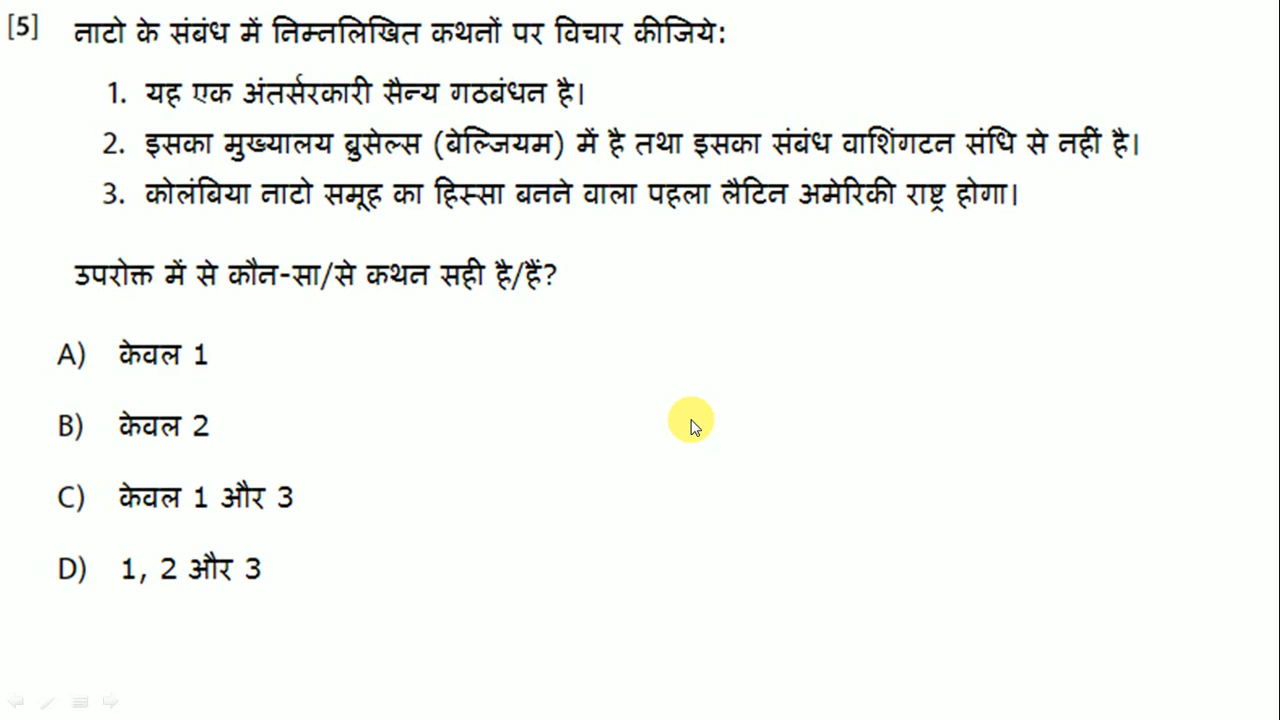 [5] नाटो के संबंध में निम्नलिखित कथनों पर विचार कीजिये:
1. यह एक अंतर्सरकारी सैन्य गठबंधन है।
2. इसका मुख्यालय ब्रुसेल्स (बेल्जियम) में है तथा इसका संबंध वाशिंगटन संधि से नहीं है।
3. कोलंबिया नाटो समूह का हिस्सा बनने वाला पहला लैटिन अमेरिकी राष्ट्र होगा।
उपरोक्त में से कौन-सा/से कथन सही है/हैं?
A) केवल 1
B) केवल 2
C) केवल 1 और 3
D) 1, 2 और 3